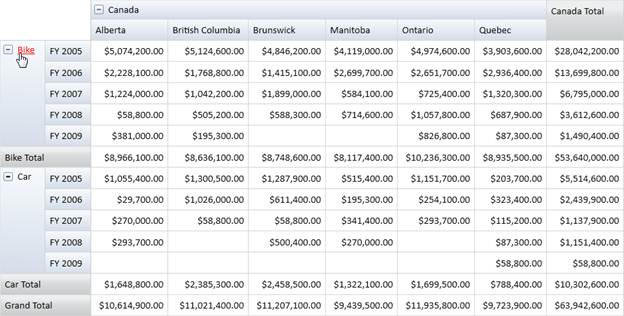 Canada Canada Total
Alberta British Columbia Brunswick Manitoba Ontario Quebec
Bike FY 2005 $5,074,200.00 $5,124,600.00 $4,846,200.00 $4,119,000.00 $4,974,600.00 $3,903,600.00 $28,042,200.00
FY 2006 $2,228,100.00 $1,768,800.00 $1,415,100.00 $2,699,700.00 $2,651,700.00 $2,936,400.00 $13,699,800.00
FY 2007 $1,224,000.00 $1,042,200.00 $1,899,000.00 $584,100.00 $725,400.00 $1,320,300.00 $6,795,000.00
FY 2008 $58,800.00 $505,200.00 $588,300.00 $714,600.00 $1,057,800.00 $687,900.00 $3,612,600.00
FY 2009 $381,000.00 $195,300.00 $826,800.00 $87,300.00 $1,490,400.00
Bike Total $8,966,100.00 $8,636,100.00 $8,748,600.00 $8,117,400.00 $10,236,300.00 $8,935,500.00 $53,640,000.00
Car FY 2005 $1,055,400.00 $1,300,500.00 $1,287,900.00 $515,400.00 $1,151,700.00 $203,700.00 $5,514,600.00
FY 2006 $29,700.00 $1,026,000.00 $611,400.00 $195,300.00 $254,100.00 $323,400.00 $2,439,900.00
FY 2007 $270,000.00 $58,800.00 $58,800.00 $341,400.00 $293,700.00 $115,200.00 $1,137,900.00
FY 2008 $293,700.00 $500,400.00 $270,000.00 $87,300.00 $1,151,400.00
FY 2009 $58,800.00 $58,800.00
Car Total $1,648,800.00 $2,385,300.00 $2,458,500.00 $1,322,100.00 $1,699,500.00 $788,400.00 $10,302,600.00
Grand Total $10,614,900.00 $11,021,400.00 $11,207,100.00 $9,439,500.00 $11,935,800.00 $9,723,900.00 $63,942,600.00